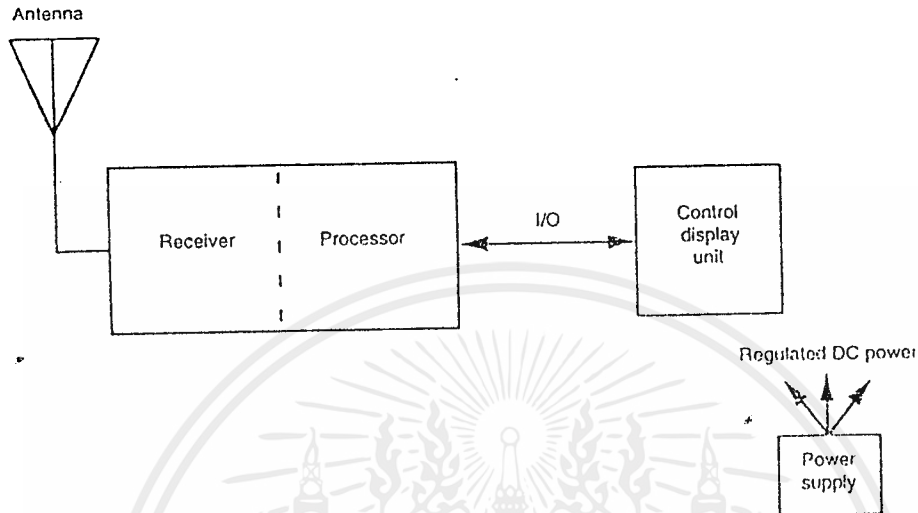 Antenna
Receiver
Processor
I/O
Control
display
unit
Regulated DC power
Power
supply